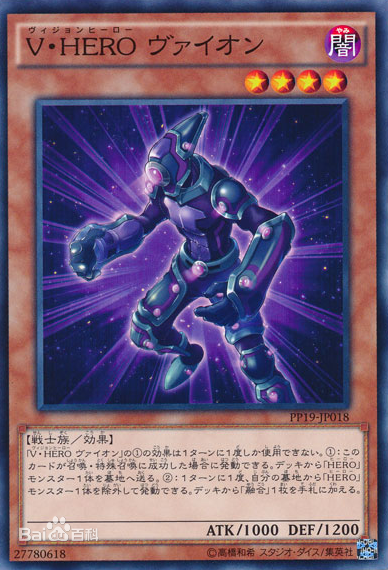 ヴィジョンヒーロー
V・HERO ヴァイオン
やみ
闇
PP19-JP018
【戦士族／効果】
「V・HERO ヴァイオン」の①の効果は1ターンに1度しか使用できない。①：この
カードが召喚・特殊召喚に成功した場合に発動できる。デッキから「HERO」
モンスター1体を墓地へ送る。②：1ターンに1度、自分の墓地から「HERO」
モンスター1体を除外して発動できる。デッキから「融合」1枚を手札に加える。
Bai百科
ATK/1000 DEF/1200
27780618
©高橋和希 スタジオ・ダイス/集英社